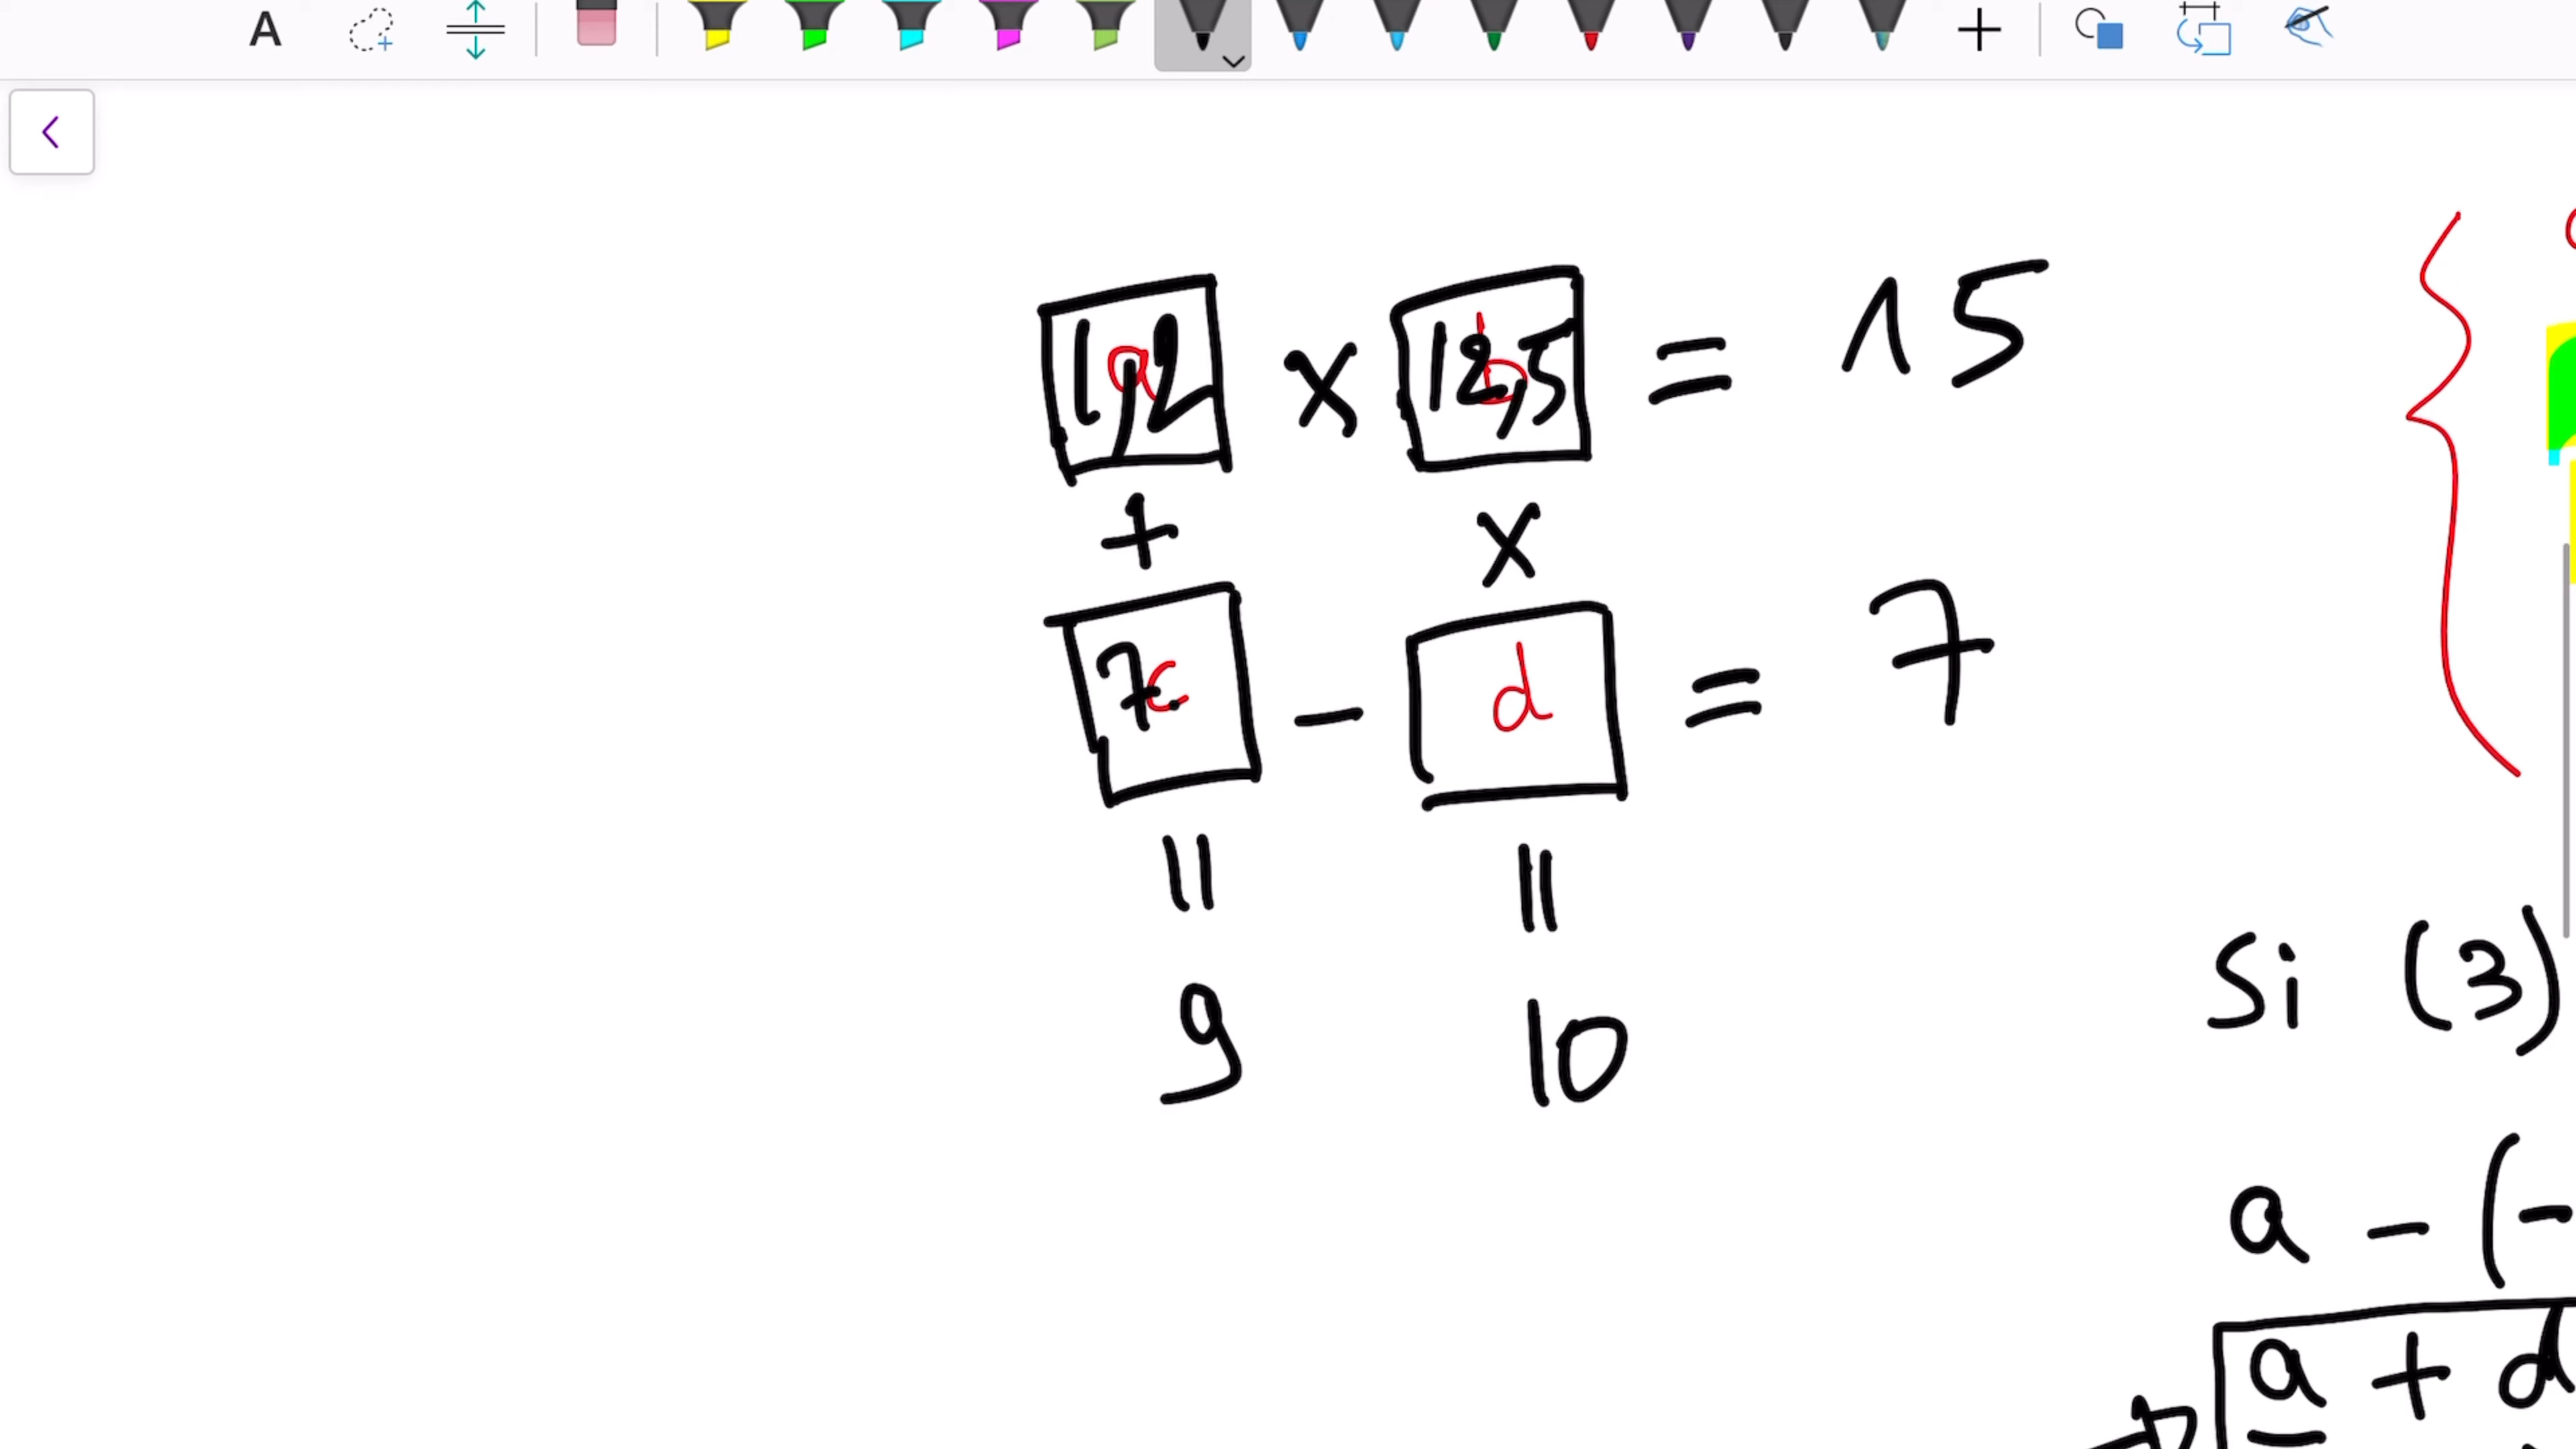 A
1,2 a x 12,5 b = 15
+ x
7. c - d = 7
= =
9 10
Si (3)
a - (-
a + d